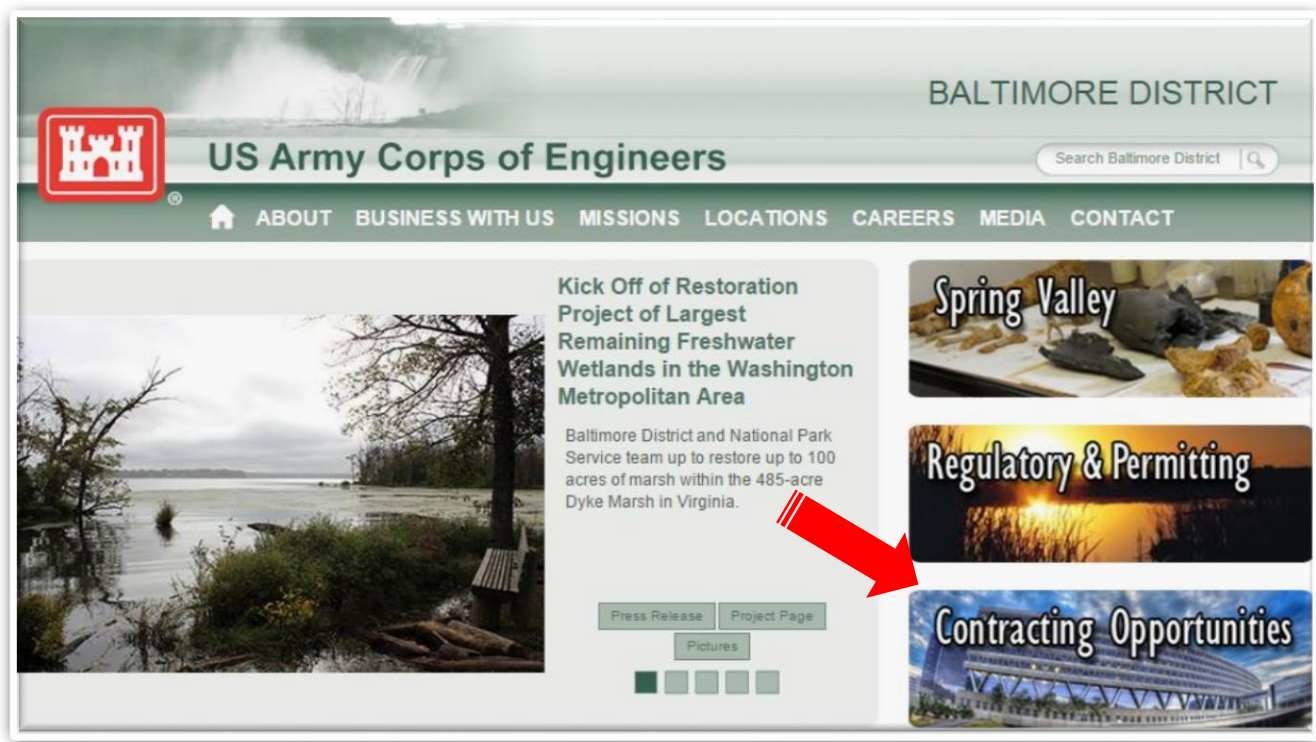 BALTIMORE DISTRICT
US Army Corps of Engineers
®
Search Baltimore District
ABOUT BUSINESS WITH US MISSIONS LOCATIONS CAREERS MEDIA CONTACT
Kick Off of Restoration
Project of Largest
Remaining Freshwater
Wetlands in the Washington
Metropolitan Area
Baltimore District and National Park
Service team up to restore up to 100
acres of marsh within the 485-acre
Dyke Marsh in Virginia.
Press Release Project Page
Pictures
Spring Valley
Regulatory & Permitting
Contracting Opportunities